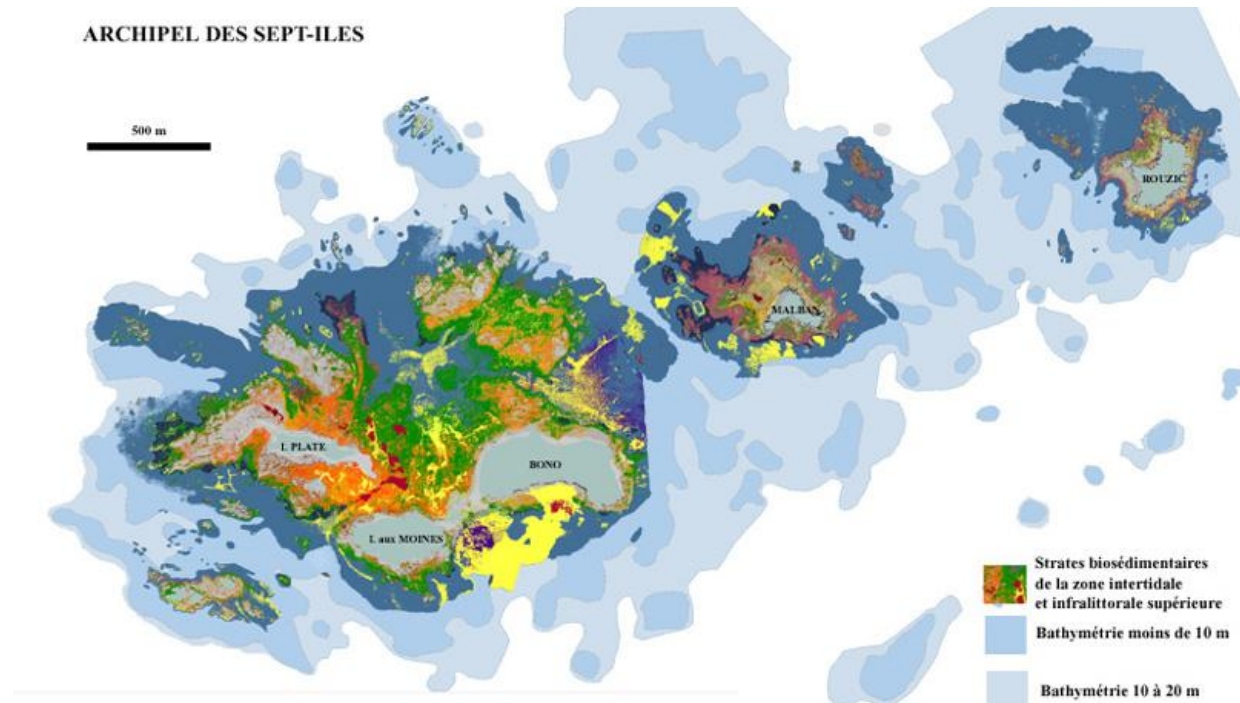 ARCHIPEL DES SEPT-ILES
500 m
ROUZIC
MALBAN
I. PLATE
BONO
I. aux MOINES
Strates biosédimentaires
de la zone intertidale
et infralittorale supérieure
Bathymétrie moins de 10 m
Bathymétrie 10 à 20 m